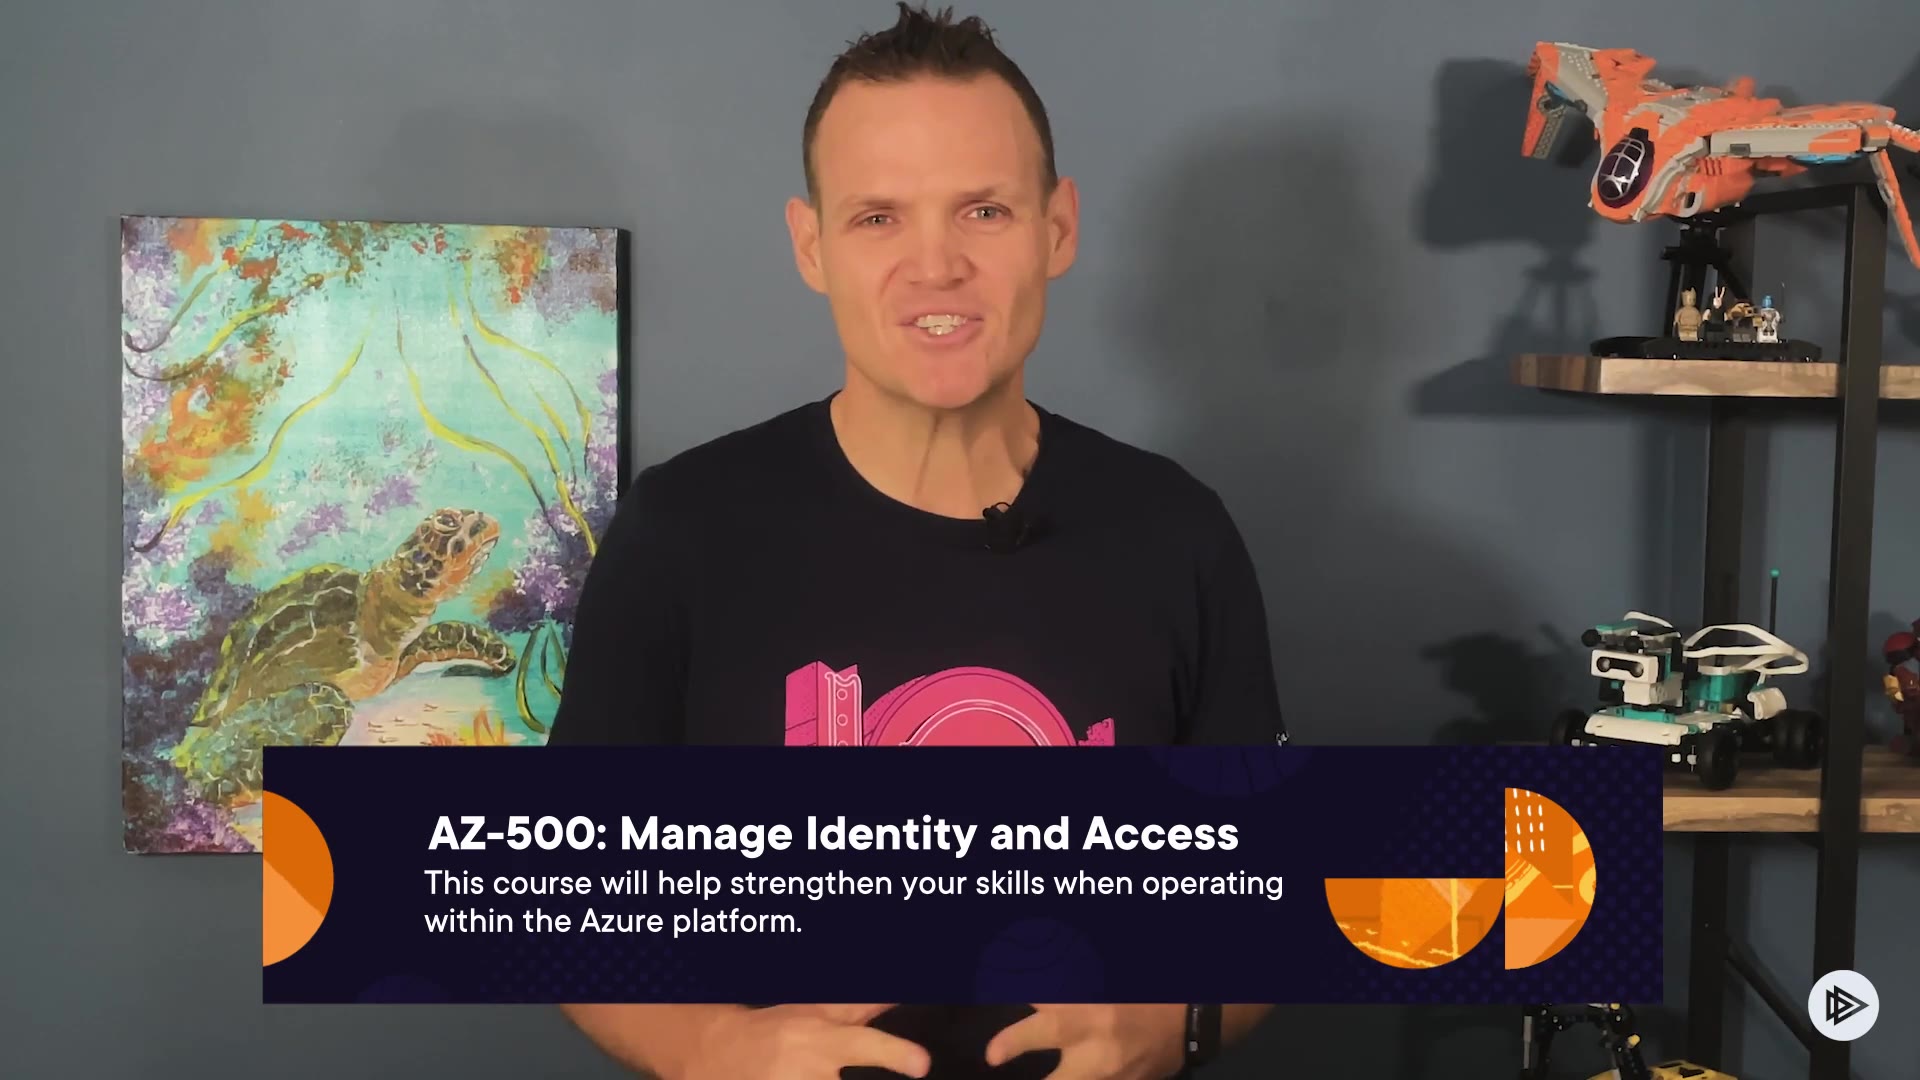 AZ-500: Manage Identity and Access
This course will help strengthen your skills when operating
within the Azure platform.